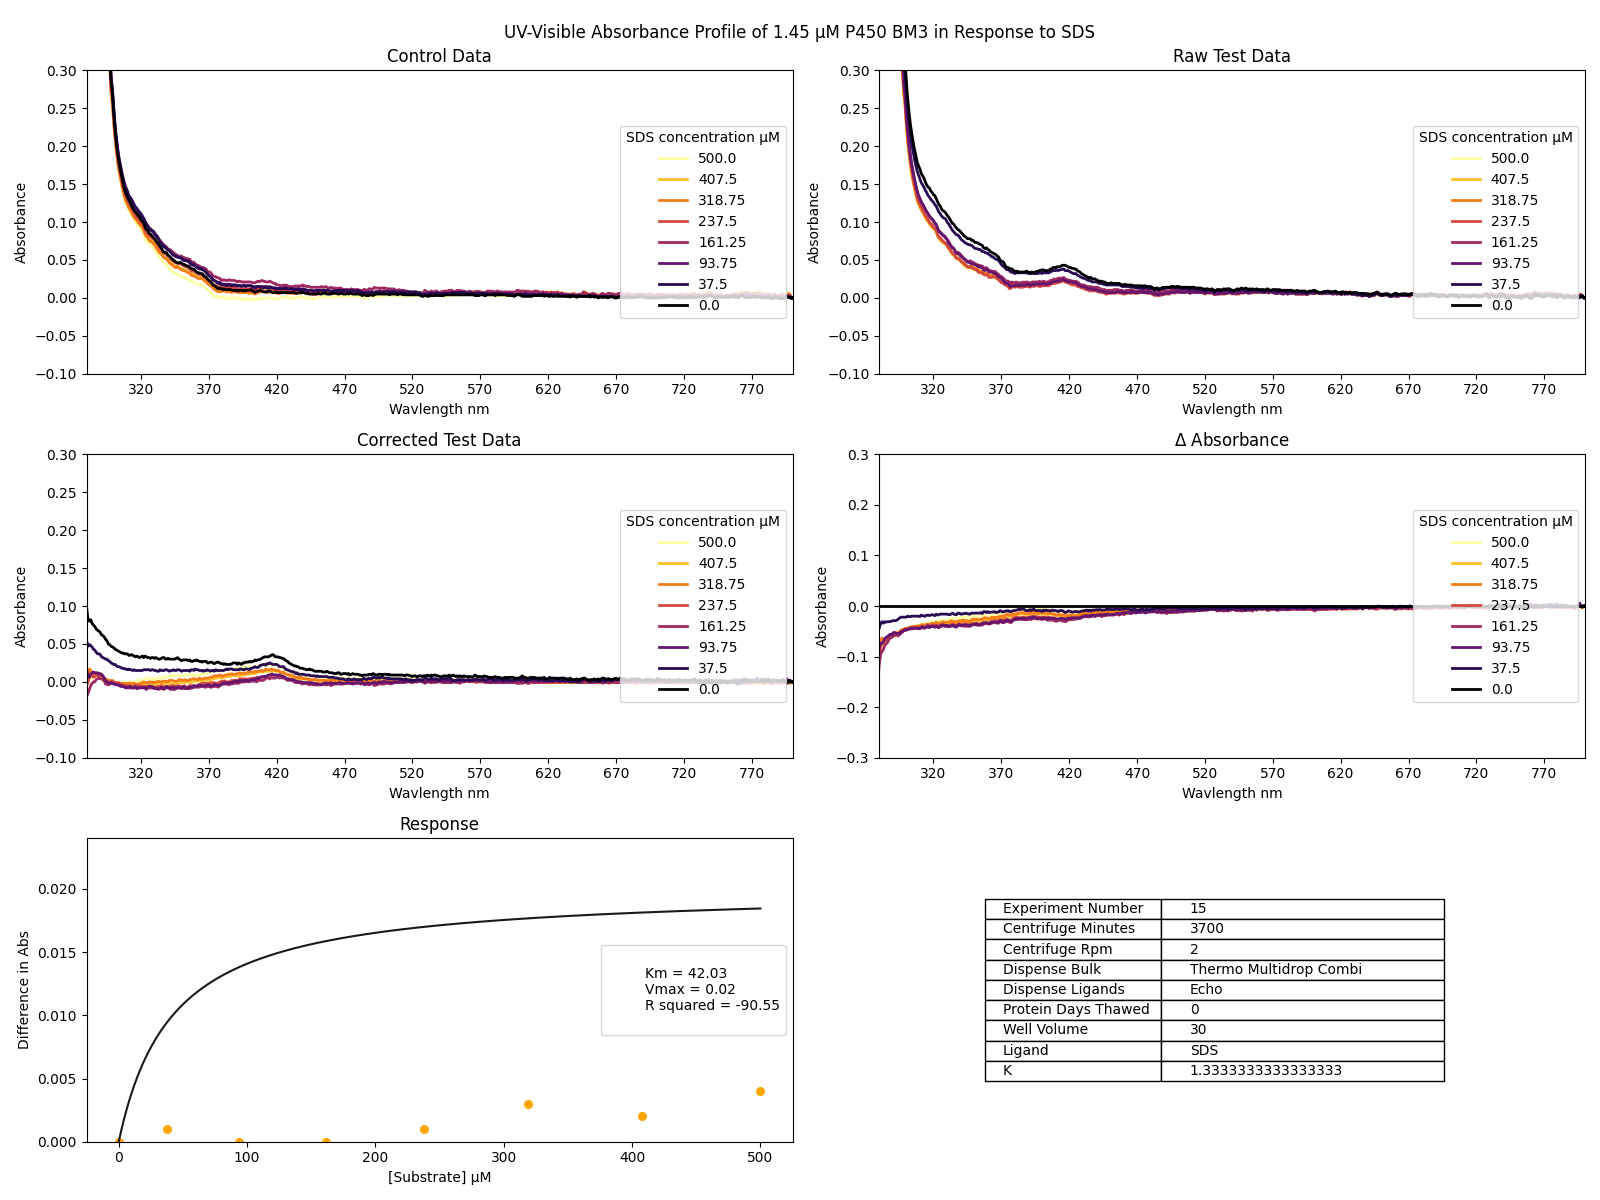 UV-Visible Absorbance Profile of 1.45 μM P450 BM3 in Response to SDS
Control Data
Absorbance
0.30
0.25
0.20
0.15
0.10
0.05
0.00
−0.05
−0.10
320 370 420 470 520 570 620 670 720 770
Wavlength nm
SDS concentration μM
500.0
407.5
318.75
237.5
161.25
93.75
37.5
0.0
Raw Test Data
Absorbance
0.30
0.25
0.20
0.15
0.10
0.05
0.00
−0.05
−0.10
320 370 420 470 520 570 620 670 720 770
Wavlength nm
SDS concentration μM
500.0
407.5
318.75
237.5
161.25
93.75
37.5
0.0
Corrected Test Data
Absorbance
0.30
0.25
0.20
0.15
0.10
0.05
0.00
−0.05
−0.10
320 370 420 470 520 570 620 670 720 770
Wavlength nm
SDS concentration μM
500.0
407.5
318.75
237.5
161.25
93.75
37.5
0.0
Δ Absorbance
Absorbance
0.3
0.2
0.1
0.0
−0.1
−0.2
−0.3
320 370 420 470 520 570 620 670 720 770
Wavlength nm
SDS concentration μM
500.0
407.5
318.75
237.5
161.25
93.75
37.5
0.0
Response
Difference in Abs
0.020
0.015
0.010
0.005
0.000
0 100 200 300 400 500
[Substrate] μM
Km = 42.03
Vmax = 0.02
R squared = -90.55
Experiment Number 15
Centrifuge Minutes 3700
Centrifuge Rpm 2
Dispense Bulk Thermo Multidrop Combi
Dispense Ligands Echo
Protein Days Thawed 0
Well Volume 30
Ligand SDS
K 1.3333333333333333